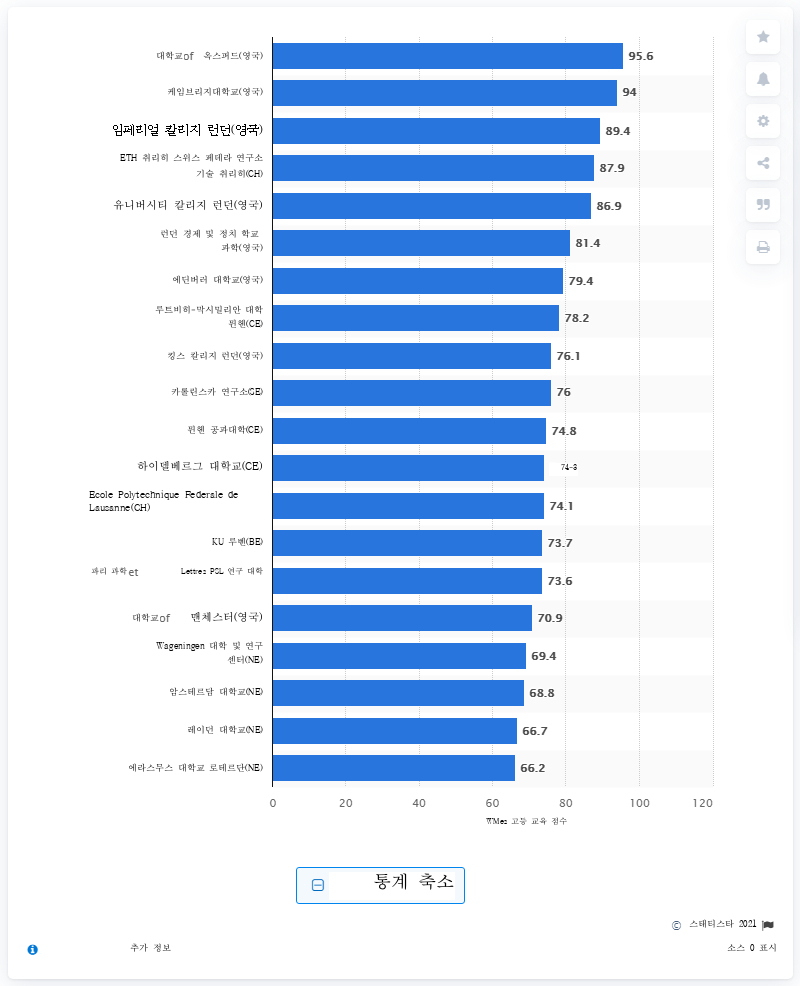 대학교of 옥스퍼드(영국)
95.6
케임브리지대학교(영국)
94
임페리얼 칼리지 런던(영국)
89.4
ETH 취리히 스위스 페데라 연구소
기술 취리히(CH)
87.9
유니버시티 칼리지 런던(영국)
86.9
런던 경제 및 정치 학교
과학(영국)
81.4
에딘버러 대학교(영국)
79.4
루트비히-막시밀리안 대학
뮌헨(CE)
78.2
킹스 칼리지 런던(영국)
76.1
카롤린스카 연구소(SE)
76
뮌헨 공과대학(CE)
74.8
하이델베르그 대학교(CE)
74-3
Ecole Polytechnique Federale de
Lausanne(CH)
74.1
KU 루벤(BE)
73.7
파리 과학et Lettres PSL 연구 대학
73.6
대학교of 맨체스터(영국)
70.9
Wageningen 대학 및 연구
센터(NE)
69.4
암스테르담 대학교(NE)
68.8
레이던 대학교(NE)
66.7
에라스무스 대학교 로테르단(NE)
66.2
0 20 40 60 80 100 120
WMes 고등 교육 점수
통계 축소
© 스태티스타 2021
추가 정보
소스 0 표시